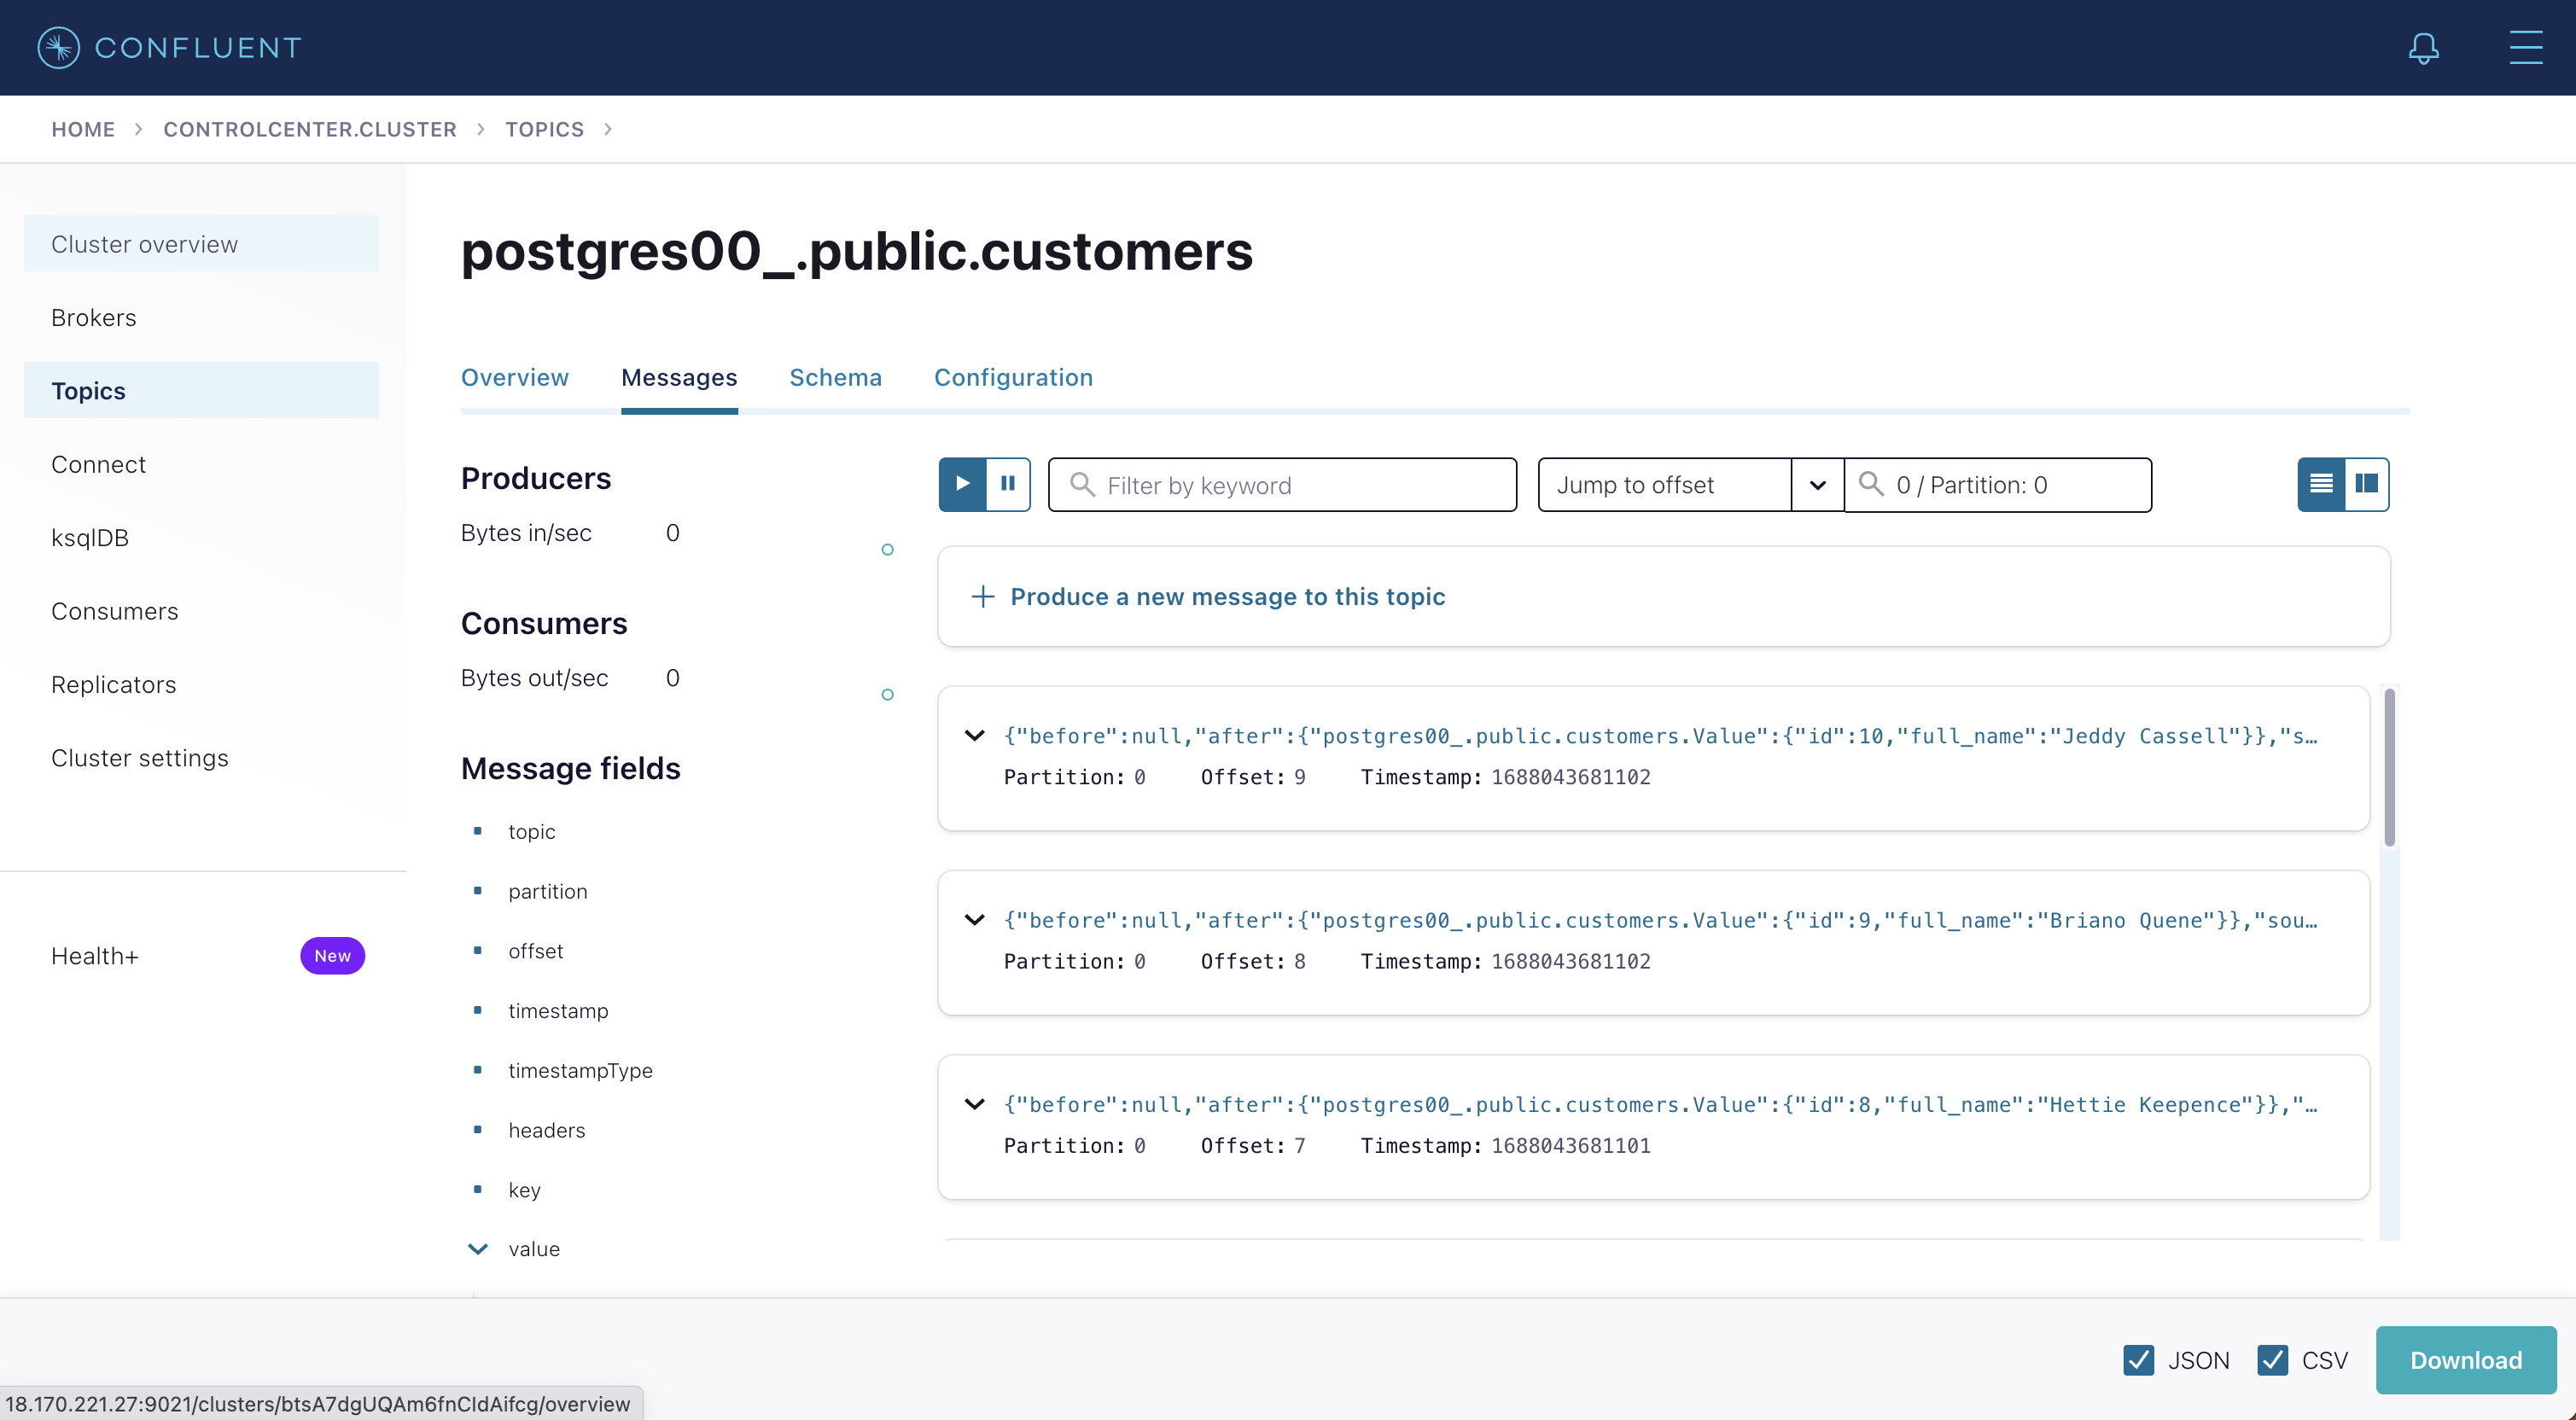 CONFLUENT
HOME > CONTROLCENTER.CLUSTER > TOPICS >
Cluster overview
Brokers
Topics
Connect
ksqlDB
Consumers
Replicators
Cluster settings
Health+ New
postgres00_.public.customers
Overview Messages Schema Configuration
Producers
Bytes in/sec 0
Consumers
Bytes out/sec 0
Message fields
topic
partition
offset
timestamp
timestampType
headers
key
value
Filter by keyword
Jump to offset
0 / Partition: 0
Produce a new message to this topic
{"before":null,"after":{"postgres00_.public.customers.Value":{"id":10,"full_name":"Jeddy Cassell"}},"s…
Partition: 0 Offset: 9 Timestamp: 1688043681102
{"before":null,"after":{"postgres00_.public.customers.Value":{"id":9,"full_name":"Briano Quene"}},"sou…
Partition: 0 Offset: 8 Timestamp: 1688043681102
{"before":null,"after":{"postgres00_.public.customers.Value":{"id":8,"full_name":"Hettie Keepence"}},"…
Partition: 0 Offset: 7 Timestamp: 1688043681101
JSON CSV Download
18.170.221.27:9021/clusters/btsA7dgUQAm6fnCIdAifcg/overview